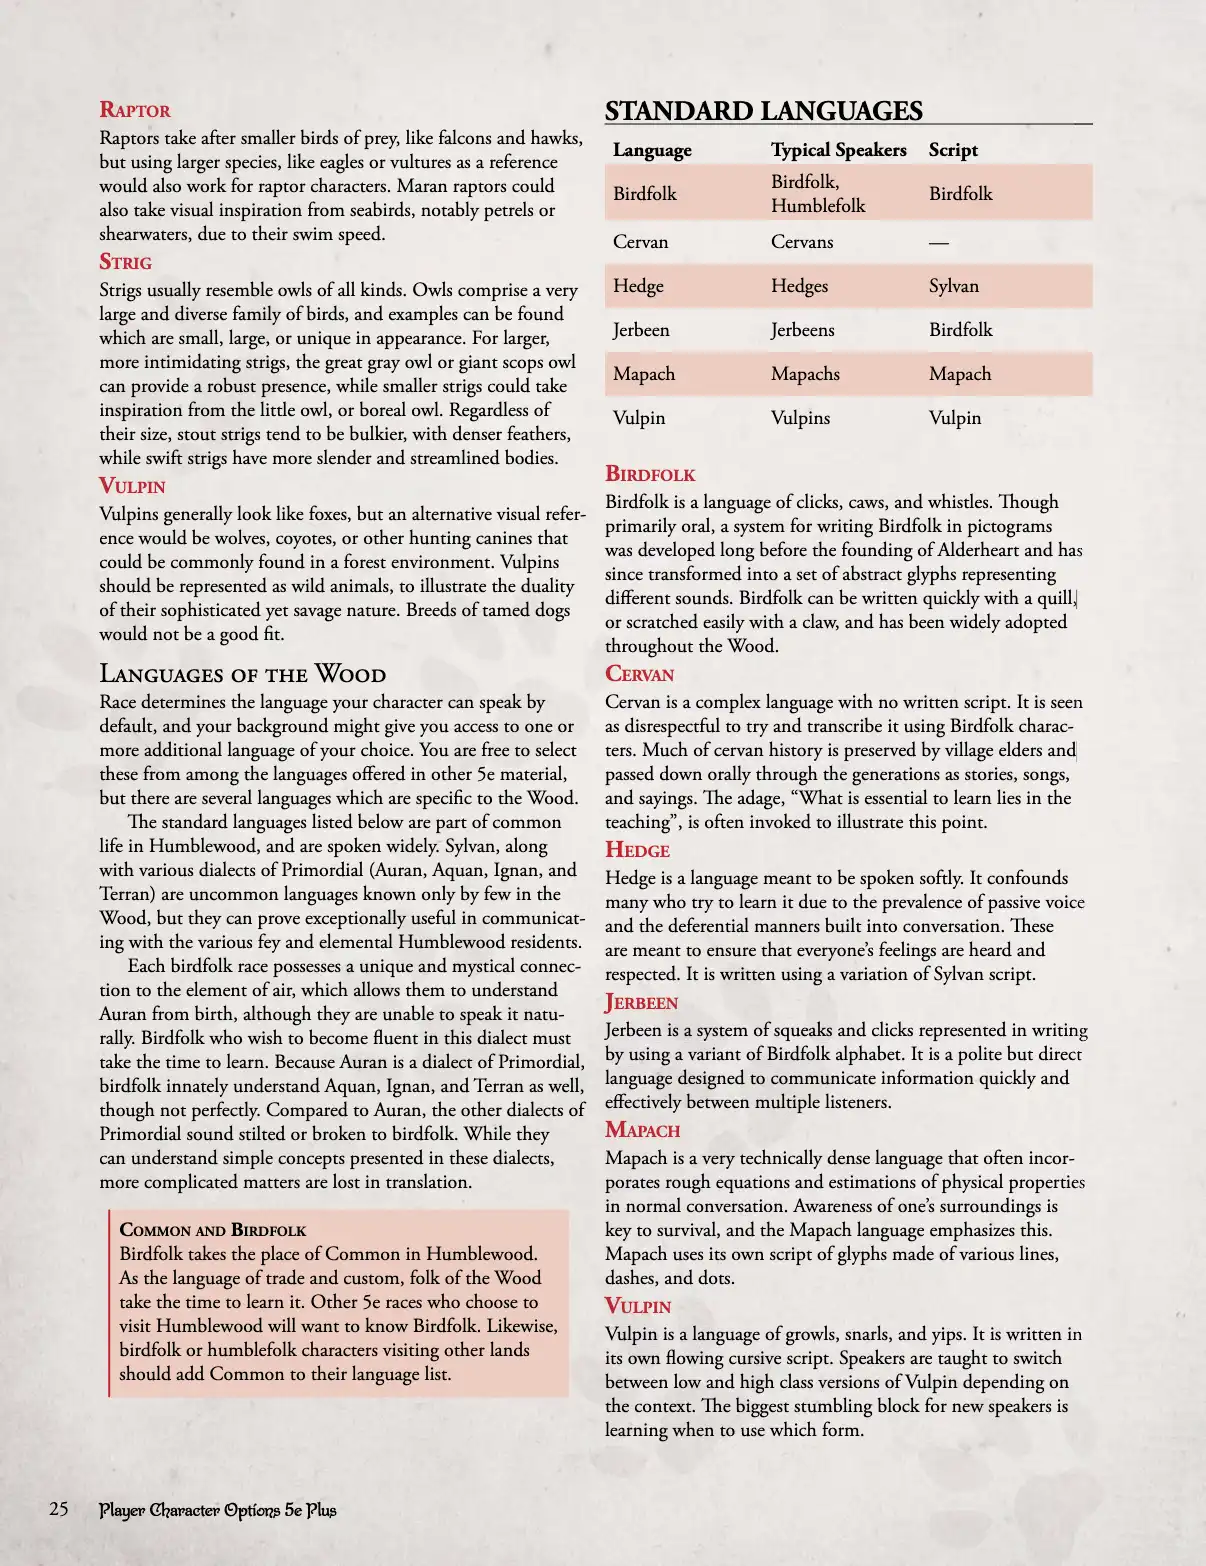 Raptor
Raptors take after smaller birds of prey, like falcons and hawks,
but using larger species, like eagles or vultures as a reference
would also work for raptor characters. Maran raptors could
also take visual inspiration from seabirds, notably petrels or
shearwaters, due to their swim speed.
Strig
Strigs usually resemble owls of all kinds. Owls comprise a very
large and diverse family of birds, and examples can be found
which are small, large, or unique in appearance. For larger,
more intimidating strigs, the great gray owl or giant scops owl
can provide a robust presence, while smaller strigs could take
inspiration from the little owl, or boreal owl. Regardless of
their size, stout strigs tend to be bulkier, with denser feathers,
while swift strigs have more slender and streamlined bodies.
Vulpin
Vulpins generally look like foxes, but an alternative visual refer-
ence would be wolves, coyotes, or other hunting canines that
could be commonly found in a forest environment. Vulpins
should be represented as wild animals, to illustrate the duality
of their sophisticated yet savage nature. Breeds of tamed dogs
would not be a good fit.
Languages of the Wood
Race determines the language your character can speak by
default, and your background might give you access to one or
more additional language of your choice. You are free to select
these from among the languages offered in other 5e material,
but there are several languages which are specific to the Wood.
The standard languages listed below are part of common
life in Humblewood, and are spoken widely. Sylvan, along
with various dialects of Primordial (Auran, Aquan, Ignan, and
Terran) are uncommon languages known only by few in the
Wood, but they can prove exceptionally useful in communicat-
ing with the various fey and elemental Humblewood residents.
Each birdfolk race possesses a unique and mystical connec-
tion to the element of air, which allows them to understand
Auran from birth, although they are unable to speak it natu-
rally. Birdfolk who wish to become fluent in this dialect must
take the time to learn. Because Auran is a dialect of Primordial,
birdfolk innately understand Aquan, Ignan, and Terran as well,
though not perfectly. Compared to Auran, the other dialects of
Primordial sound stilted or broken to birdfolk. While they
can understand simple concepts presented in these dialects,
more complicated matters are lost in translation.
Common and Birdfolk
Birdfolk takes the place of Common in Humblewood.
As the language of trade and custom, folk of the Wood
take the time to learn it. Other 5e races who choose to
visit Humblewood will want to know Birdfolk. Likewise,
birdfolk or humblefolk characters visiting other lands
should add Common to their language list.
STANDARD LANGUAGES
Language Typical Speakers Script
Birdfolk Birdfolk, Humblefolk Birdfolk
Cervan Cervans —
Hedge Hedges Sylvan
Jerbeen Jerbeens Birdfolk
Mapach Mapachs Mapach
Vulpin Vulpins Vulpin
Birdfolk
Birdfolk is a language of clicks, caws, and whistles. Though
primarily oral, a system for writing Birdfolk in pictograms
was developed long before the founding of Alderheart and has
since transformed into a set of abstract glyphs representing
different sounds. Birdfolk can be written quickly with a quill,
or scratched easily with a claw, and has been widely adopted
throughout the Wood.
Cervan
Cervan is a complex language with no written script. It is seen
as disrespectful to try and transcribe it using Birdfolk charac-
ters. Much of cervan history is preserved by village elders and
passed down orally through the generations as stories, songs,
and sayings. The adage, “What is essential to learn lies in the
teaching”, is often invoked to illustrate this point.
Hedge
Hedge is a language meant to be spoken softly. It confounds
many who try to learn it due to the prevalence of passive voice
and the deferential manners built into conversation. These
are meant to ensure that everyone’s feelings are heard and
respected. It is written using a variation of Sylvan script.
Jerbeen
Jerbeen is a system of squeaks and clicks represented in writing
by using a variant of Birdfolk alphabet. It is a polite but direct
language designed to communicate information quickly and
effectively between multiple listeners.
Mapach
Mapach is a very technically dense language that often incor-
porates rough equations and estimations of physical properties
in normal conversation. Awareness of one’s surroundings is
key to survival, and the Mapach language emphasizes this.
Mapach uses its own script of glyphs made of various lines,
dashes, and dots.
Vulpin
Vulpin is a language of growls, snarls, and yips. It is written in
its own flowing cursive script. Speakers are taught to switch
between low and high class versions of Vulpin depending on
the context. The biggest stumbling block for new speakers is
learning when to use which form.
25 Player Character Options 5e Plus